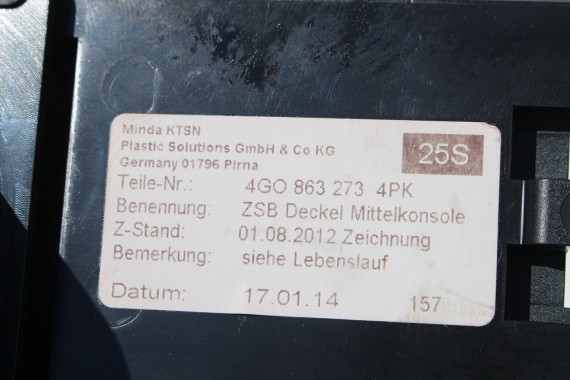 Minda KTSN
Plastic Solutions GmbH & Co KG
Germany 01796 Pirna
25S
Teile-Nr.: 4GO 863 273 4PK
Benennung: ZSB Deckel Mittelkonsole
Z-Stand: 01.08.2012 Zeichnung
Bemerkung: siehe Lebenslauf
Datum: 17.01.14 157